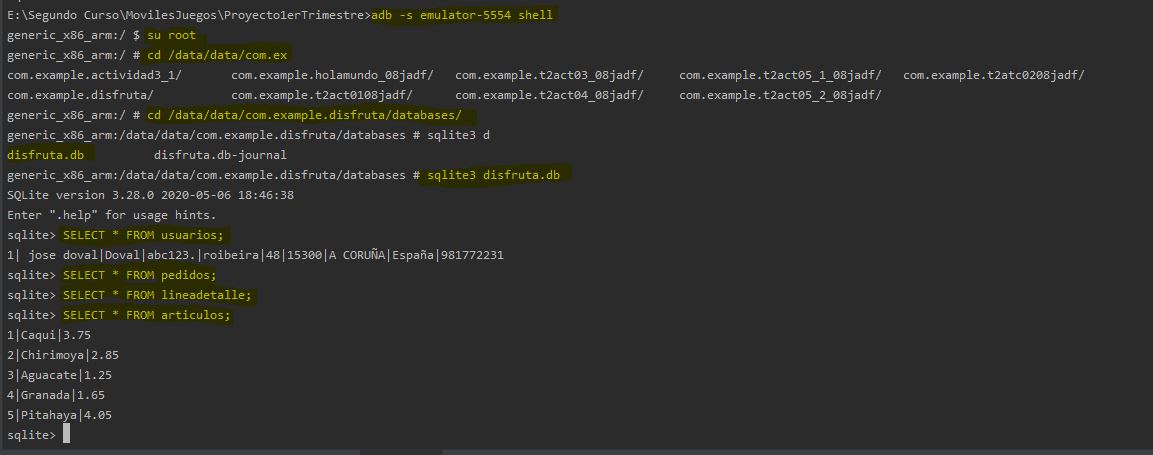 E:\Segundo Curso\MovilesJuegos\Proyecto1erTrimestre>adb -s emulator-5554 shell
generic_x86_arm:/ $ su root
generic_x86_arm:/ # cd /data/data/com.ex
com.example.actividad3_1/ com.example.holamundo_08jadf/ com.example.t2act03_08jadf/ com.example.t2act05_1_08jadf/ com.example.t2atc0208jadf/
com.example.disfruta/ com.example.t2act0108jadf/ com.example.t2act04_08jadf/ com.example.t2act05_2_08jadf/
generic_x86_arm:/ # cd /data/data/com.example.disfruta/databases/
generic_x86_arm:/data/data/com.example.disfruta/databases # sqlite3 d
disfruta.db disfruta.db-journal
generic_x86_arm:/data/data/com.example.disfruta/databases # sqlite3 disfruta.db
SQLite version 3.28.0 2020-05-06 18:46:38
Enter ".help" for usage hints.
sqlite> SELECT * FROM usuarios;
1| jose doval|Doval|abc123.|roibeira|48|15300|A CORUÑA|España|981772231
sqlite> SELECT * FROM pedidos;
sqlite> SELECT * FROM lineadetalle;
sqlite> SELECT * FROM articulos;
1|Caqui|3.75
2|Chirimoya|2.85
3|Aguacate|1.25
4|Granada|1.65
5|Pitahaya|4.05
sqlite>